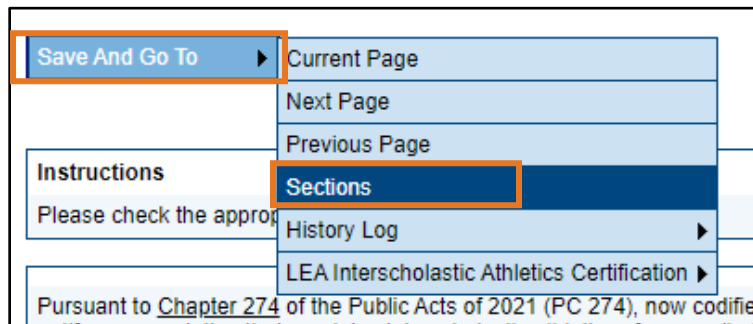 Save And Go To
Current Page
Next Page
Previous Page
Sections
History Log
LEA Interscholastic Athletics Certification
Instructions
Please check the approp
Pursuant to Chapter 274 of the Public Acts of 2021 (PC 274), now codifie